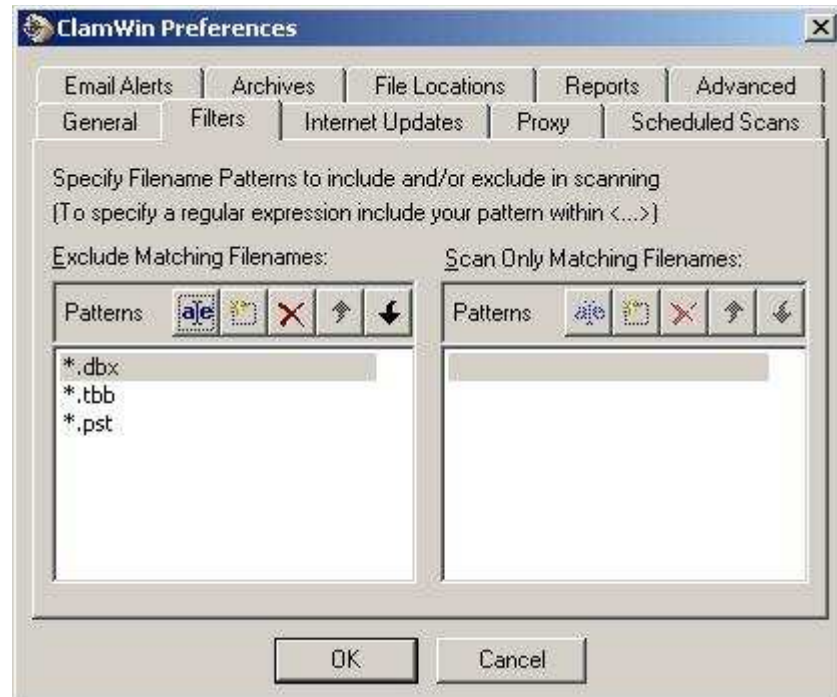 ClamWin Preferences
Email Alerts Archives File Locations Reports Advanced
General Filters Internet Updates Proxy Scheduled Scans
Specify Filename Patterns to include and/or exclude in scanning
(To specify a regular expression include your pattern within <...>)
Exclude Matching Filenames: Scan Only Matching Filenames:
Patterns Patterns
*.dbx
*.tbb
*.pst
OK Cancel